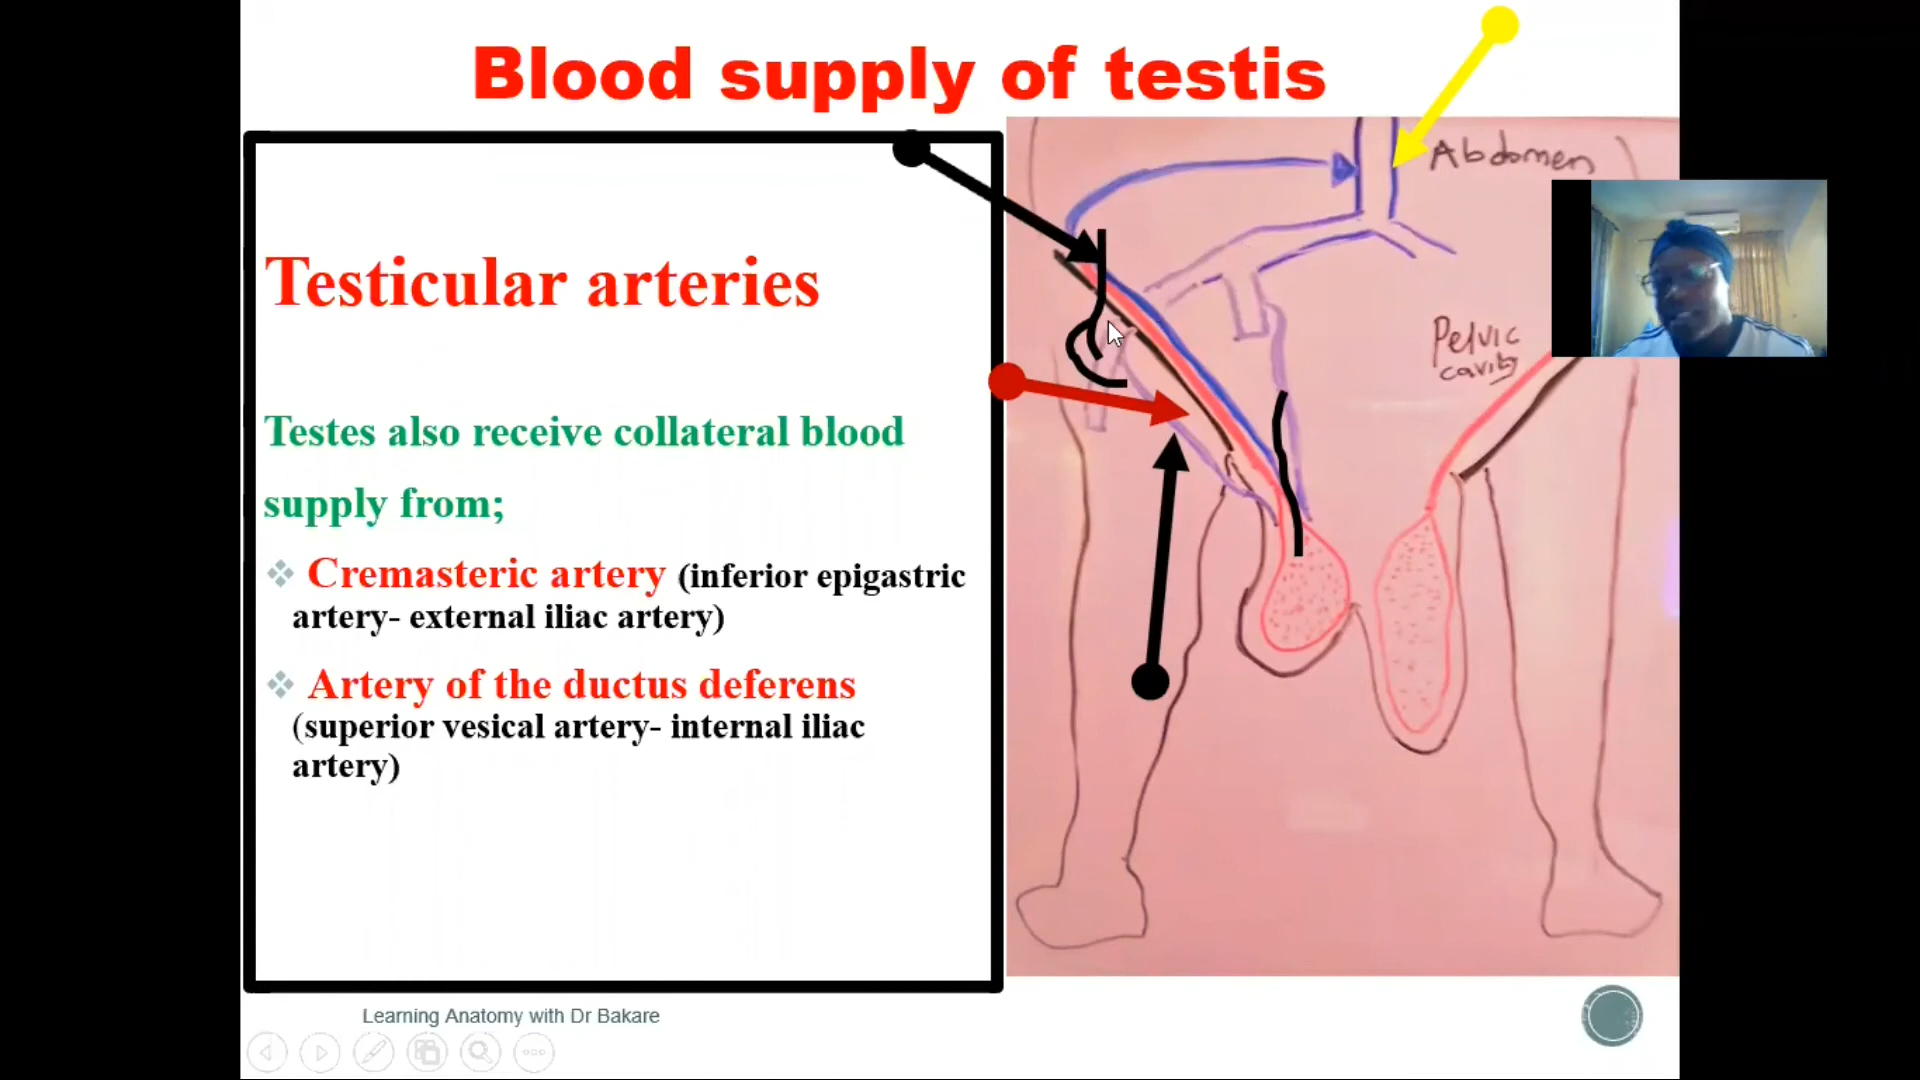 Blood supply of testis
Testicular arteries
Testes also receive collateral blood
supply from;
Cremasteric artery (inferior epigastric
artery- external iliac artery)
Artery of the ductus deferens
(superior vesical artery- internal iliac
artery)
Abdomen
Pelvic
cavity
Learning Anatomy with Dr Bakare